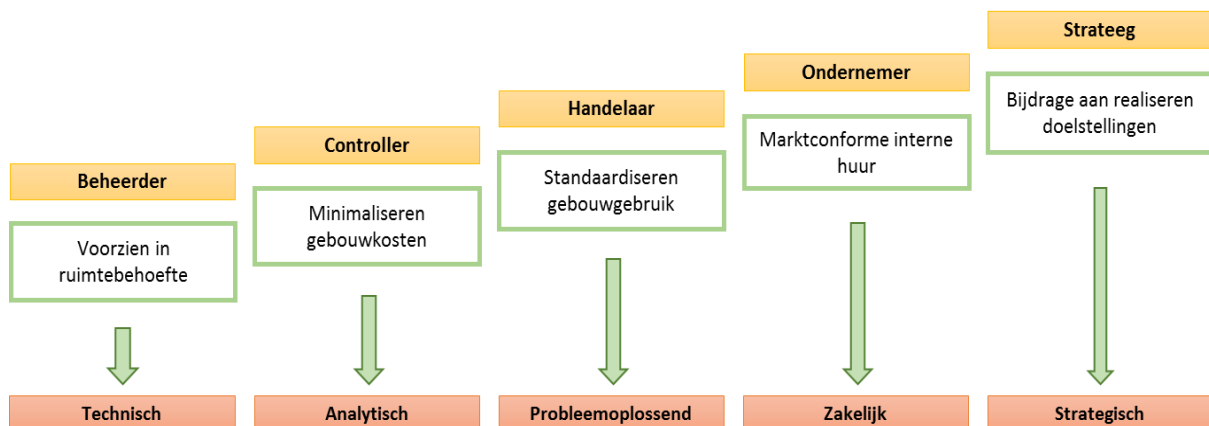 Beheerder
Voorzien in
ruimtebehoefte
Technisch
Controller
Minimaliseren
gebouwkosten
Analytisch
Handelaar
Standaardiseren
gebouwgebruik
Probleemoplossend
Ondernemer
Marktconforme interne
huur
Zakelijk
Strateeg
Bijdrage aan realiseren
doelstellingen
Strategisch